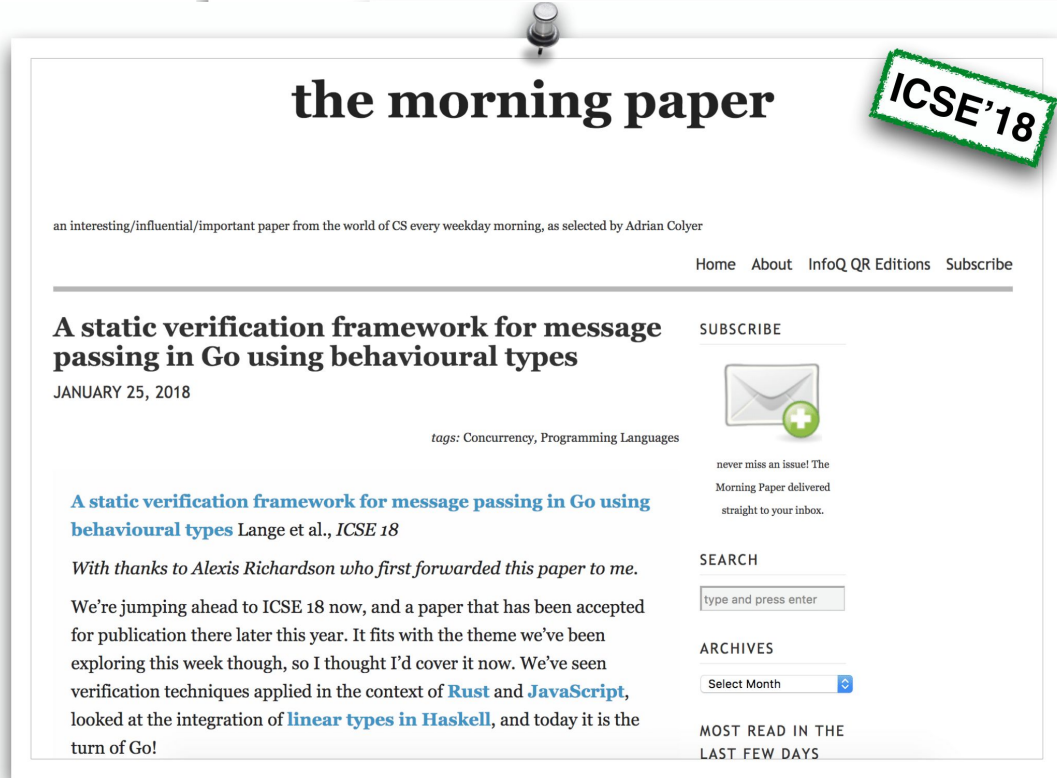 the morning paper
ICSE'18
an interesting/influential/important paper from the world of CS every weekday morning, as selected by Adrian Colyer
Home About InfoQ QR Editions Subscribe
A static verification framework for message
passing in Go using behavioural types
JANUARY 25, 2018
tags: Concurrency, Programming Languages
A static verification framework for message passing in Go using
behavioural types Lange et al., ICSE 18
With thanks to Alexis Richardson who first forwarded this paper to me.
We're jumping ahead to ICSE 18 now, and a paper that has been accepted
for publication there later this year. It fits with the theme we've been
exploring this week though, so I thought I'd cover it now. We've seen
verification techniques applied in the context of Rust and JavaScript,
looked at the integration of linear types in Haskell, and today it is the
turn of Go!
SUBSCRIBE
never miss an issue! The
Morning Paper delivered
straight to your inbox.
SEARCH
type and press enter
ARCHIVES
Select Month
MOST READ IN THE
LAST FEW DAYS